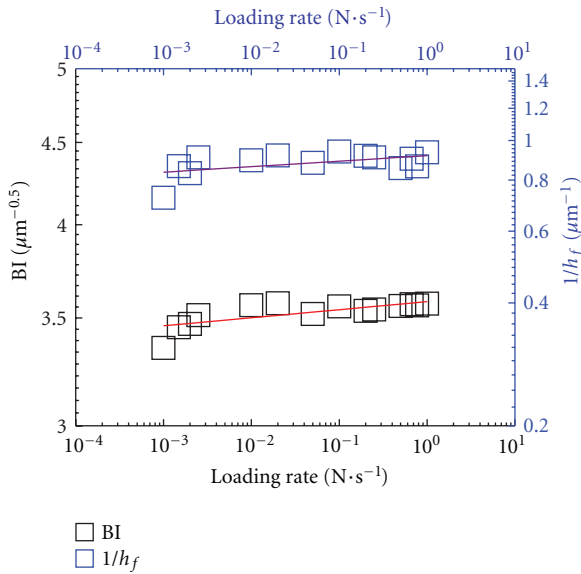 Loading rate (N·s⁻¹)
10⁻⁴ 10⁻³ 10⁻² 10⁻¹ 10⁰ 10¹
5
4.5
4
3.5
3
BI (μm⁻⁰·⁵)
1.4
1.2
1
0.8
0.6
0.4
0.2
1/h_f (μm⁻¹)
10⁻⁴ 10⁻³ 10⁻² 10⁻¹ 10⁰ 10¹
Loading rate (N·s⁻¹)
BI
1/h_f